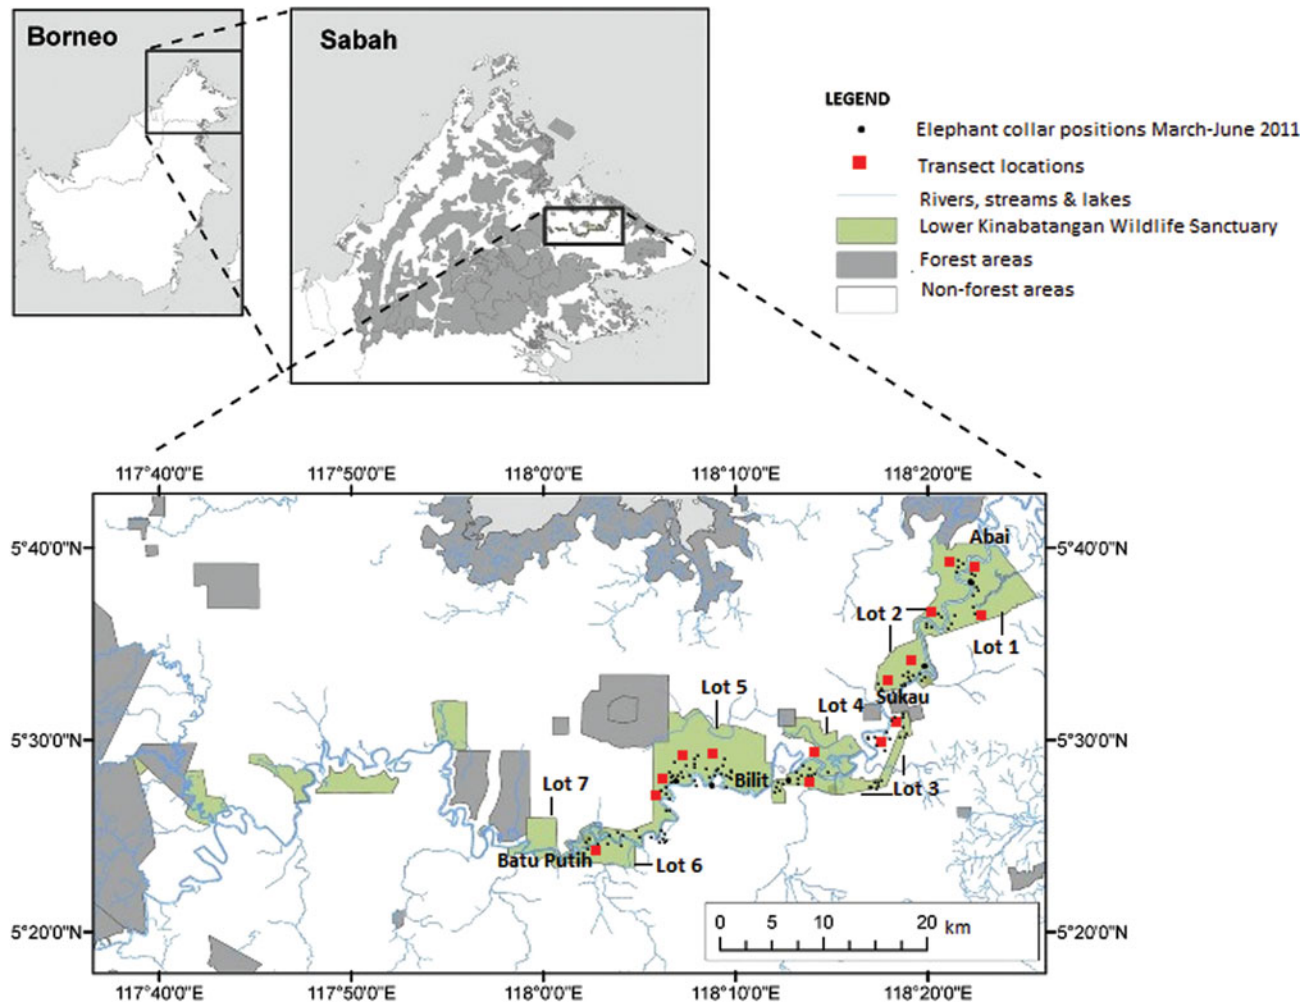 Borneo
Sabah
LEGEND
Elephant collar positions March-June 2011
Transect locations
Rivers, streams & lakes
Lower Kinabatangan Wildlife Sanctuary
Forest areas
Non-forest areas
117°40'0"E 117°50'0"E 118°0'0"E 118°10'0"E 118°20'0"E
5°40'0"N 5°40'0"N
Abai
Lot 2
Lot 1
Sukau
Lot 5
Lot 4
5°30'0"N 5°30'0"N
Bilit
Lot 3
Lot 7
Batu Putih
Lot 6
0 5 10 20 km
5°20'0"N 5°20'0"N
117°40'0"E 117°50'0"E 118°0'0"E 118°10'0"E 118°20'0"E